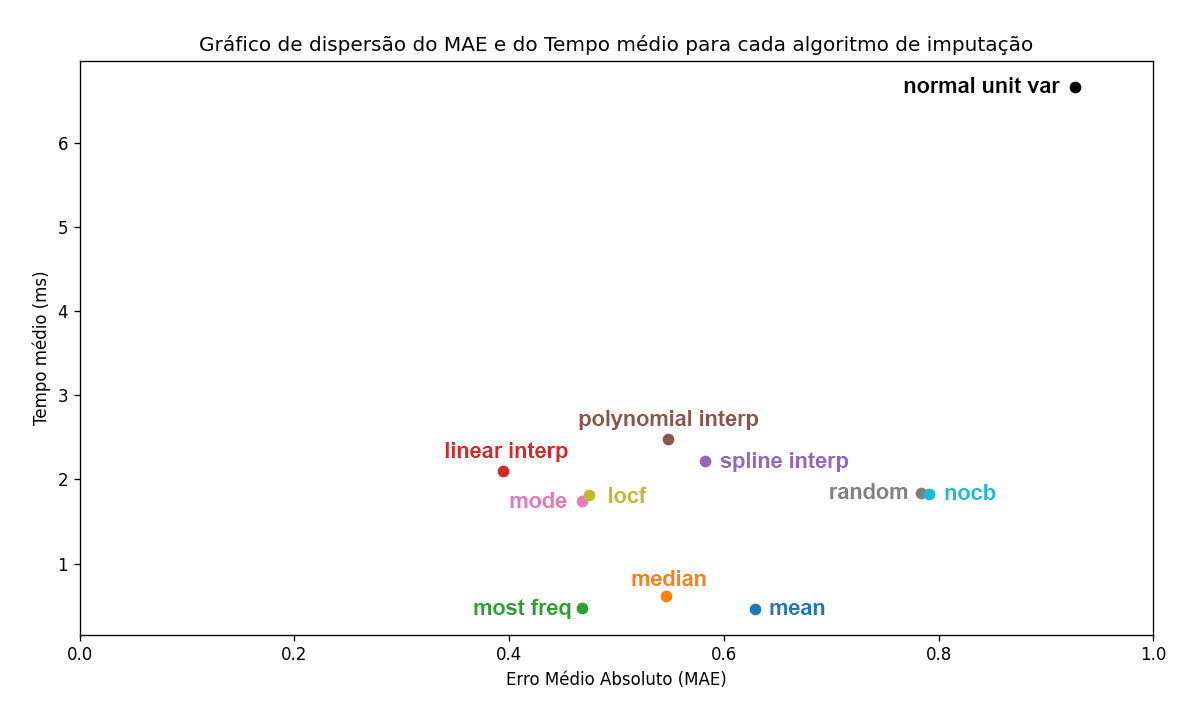 Gráfico de dispersão do MAE e do Tempo médio para cada algoritmo de imputação
normal unit var
6
5
4
3
2
1
Tempo médio (ms)
polynomial interp
linear interp
spline interp
mode
locf
random
nocb
median
most freq
mean
0.0 0.2 0.4 0.6 0.8 1.0
Erro Médio Absoluto (MAE)